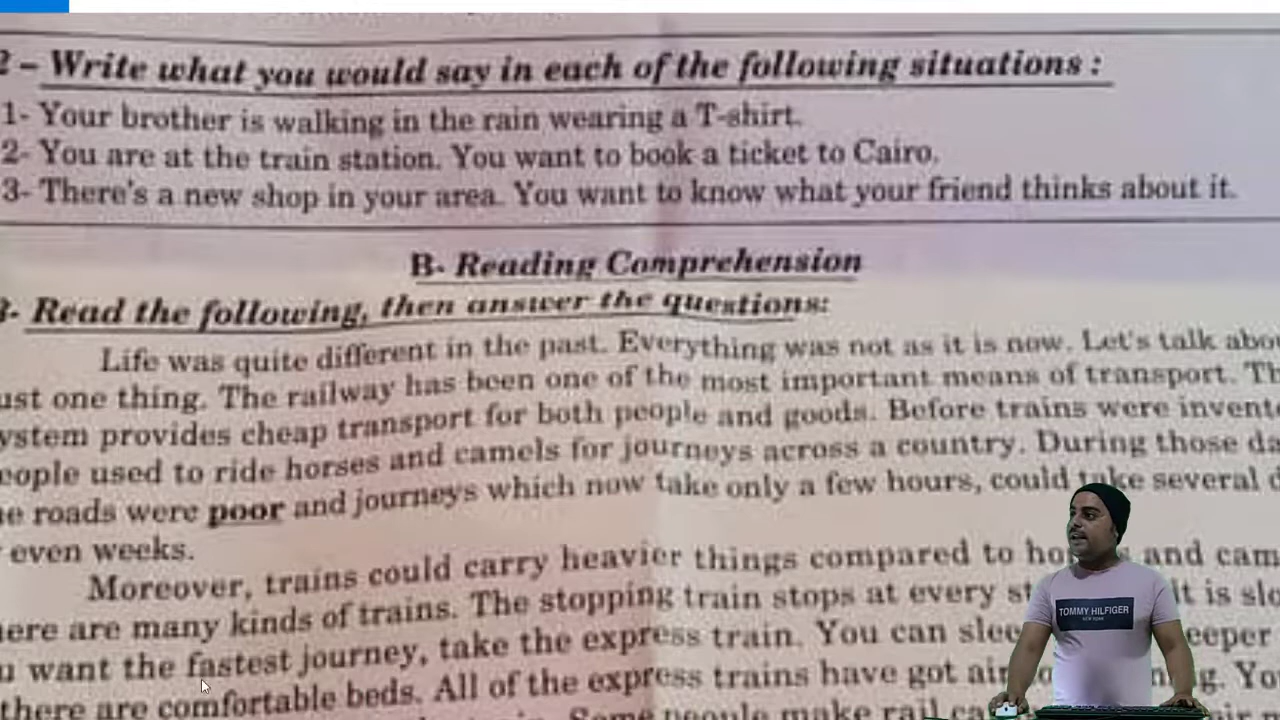 2 – Write what you would say in each of the following situations :
1- Your brother is walking in the rain wearing a T-shirt.
2- You are at the train station. You want to book a ticket to Cairo.
3- There's a new shop in your area. You want to know what your friend thinks about it.
B- Reading Comprehension
3- Read the following, then answer the questions:
Life was quite different in the past. Everything was not as it is now. Let's talk abou
ust one thing. The railway has been one of the most important means of transport. Th
ystem provides cheap transport for both people and goods. Before trains were invente
eople used to ride horses and camels for journeys across a country. During those da
he roads were poor and journeys which now take only a few hours, could take several d
even weeks.
Moreover, trains could carry heavier things compared to and cam
here are many kinds of trains. The stopping train stops at every It is slo
u want the fastest journey, take the express train. You can eeper
there are comfortable beds. All of the express trains have got air You
Some people make rail
TOMMY HILFIGER
NEW YORK